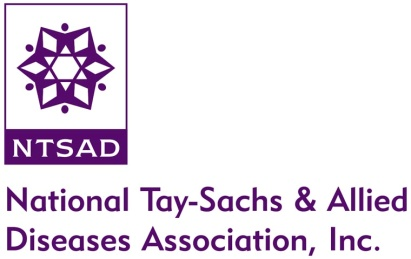 NTSAD
National Tay-Sachs & Allied
Diseases Association, Inc.